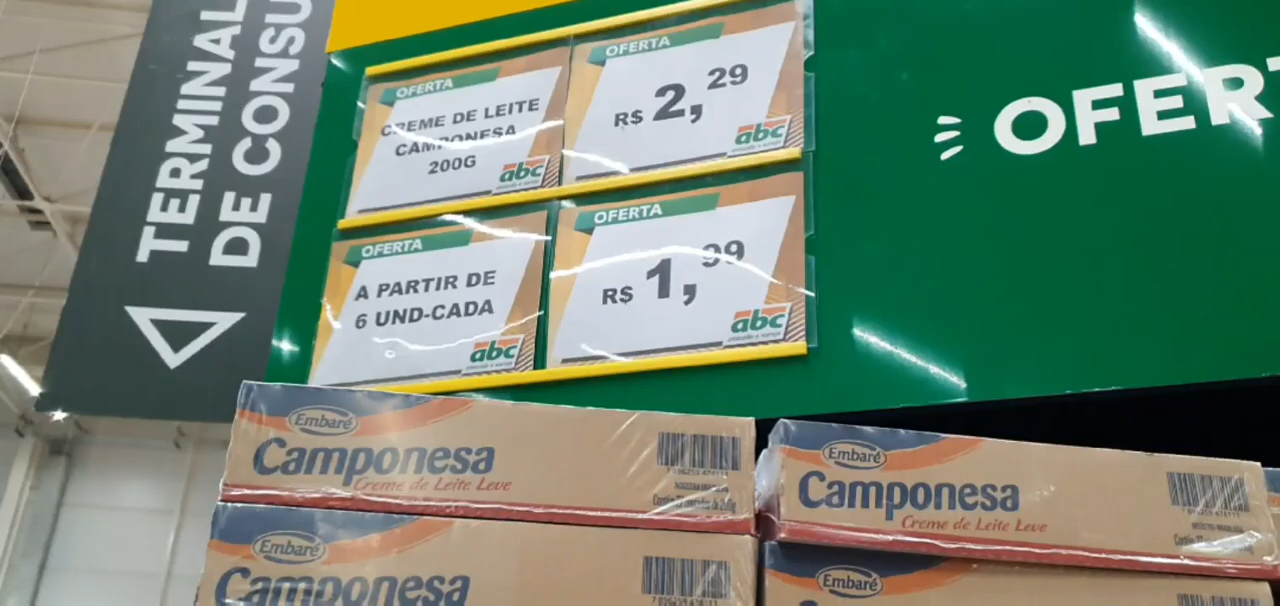 TERMINAL
DE CONSU
OFERTA
CREME DE LEITE
CAMPONESA
200G
abc
OFERTA
R$ 2,29
abc
OFERTA
A PARTIR DE
6 UND-CADA
abc
OFERTA
R$ 1,99
abc
OFERT
Embaré
Camponesa
Creme de Leite Leve
Embaré
Camponesa
Creme de Leite Leve
Embaré
Camponesa
Embaré